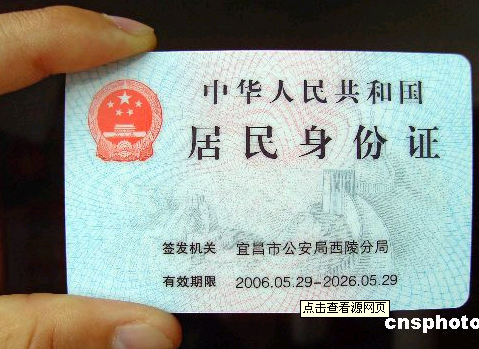 中华人民共和国
居民身份证
签发机关 宜昌市公安局西陵分局
有效期限 2006.05.29-2026.05.29
点击查看源网页
cnsphoto